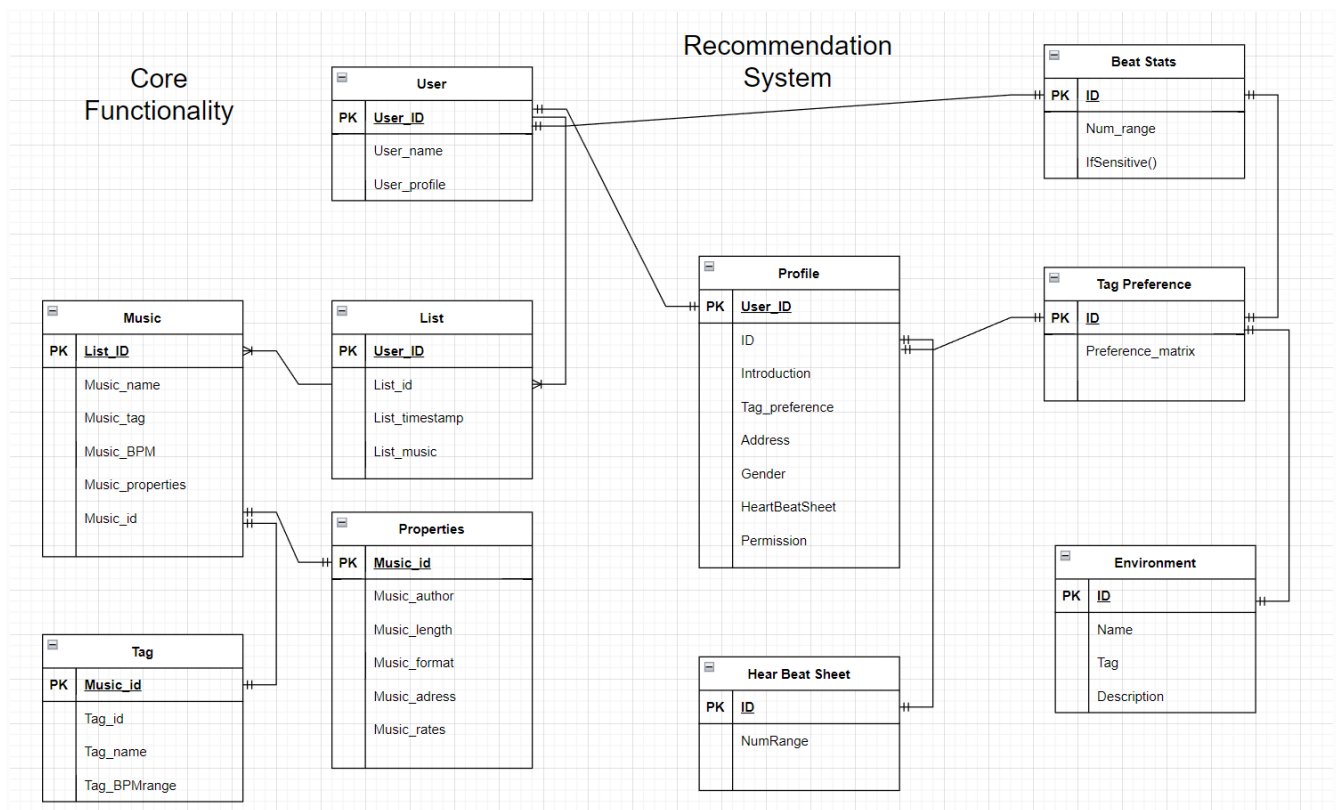 Core
Functionality
Recommendation
System
User
PK User_ID
User_name
User_profile
Beat Stats
PK ID
Num_range
IfSensitive()
Music
PK List_ID
Music_name
Music_tag
Music_BPM
Music_properties
Music_id
List
PK User_ID
List_id
List_timestamp
List_music
Profile
PK User_ID
ID
Introduction
Tag_preference
Address
Gender
HeartBeatSheet
Permission
Tag Preference
PK ID
Preference_matrix
Properties
PK Music_id
Music_author
Music_length
Music_format
Music_adress
Music_rates
Tag
PK Music_id
Tag_id
Tag_name
Tag_BPMrange
Hear Beat Sheet
PK ID
NumRange
Environment
PK ID
Name
Tag
Description